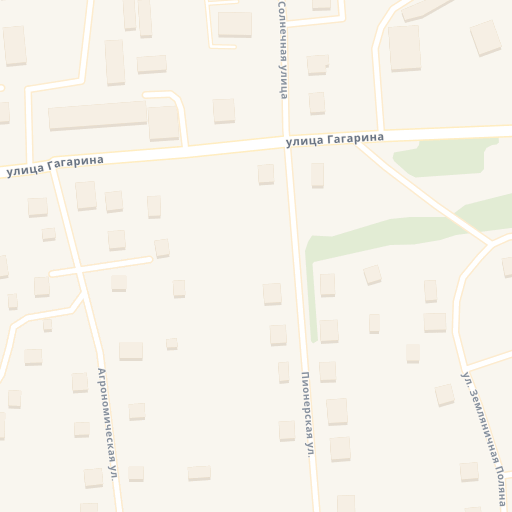 Солнечная улица
улица Гагарина
улица Гагарина
Агрономическая ул.
Пионерская ул.
ул. Земляничная Поляна